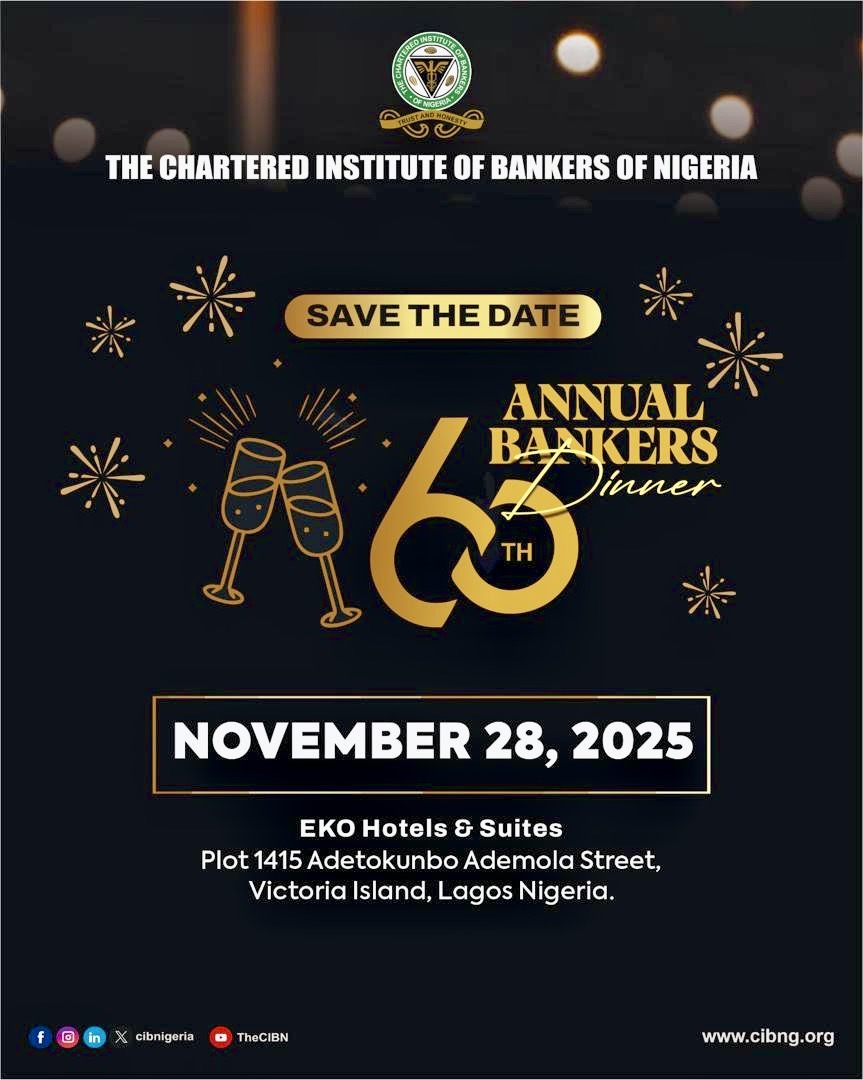 THE CHARTERED INSTITUTE OF BANKERS
OF NIGERIA
TRUST AND HONESTY
THE CHARTERED INSTITUTE OF BANKERS OF NIGERIA
SAVE THE DATE
60TH
ANNUAL
BANKERS
Dinner
NOVEMBER 28, 2025
EKO Hotels & Suites
Plot 1415 Adetokunbo Ademola Street,
Victoria Island, Lagos Nigeria.
cibnigeria TheCIBN www.cibng.org